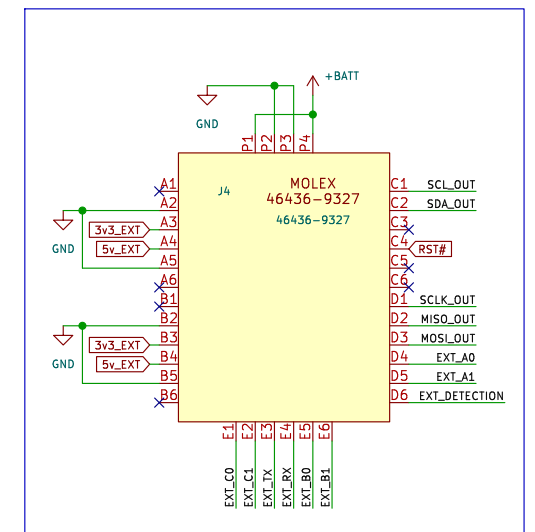 +BATT
GND
P1
P2
P3
P4
J4
MOLEX
46436-9327
46436-9327
A1
A2
A3
A4
A5
A6
B1
B2
B3
B4
B5
B6
GND
3v3_EXT
5v_EXT
GND
3v3_EXT
5v_EXT
C1 SCL_OUT
C2 SDA_OUT
C3
C4 RST#
C5
C6
D1 SCLK_OUT
D2 MISO_OUT
D3 MOSI_OUT
D4 EXT_A0
D5 EXT_A1
D6 EXT_DETECTION
E1
E2
E3
E4
E5
E6
EXT_C0
EXT_C1
EXT_TX
EXT_RX
EXT_B0
EXT_B1